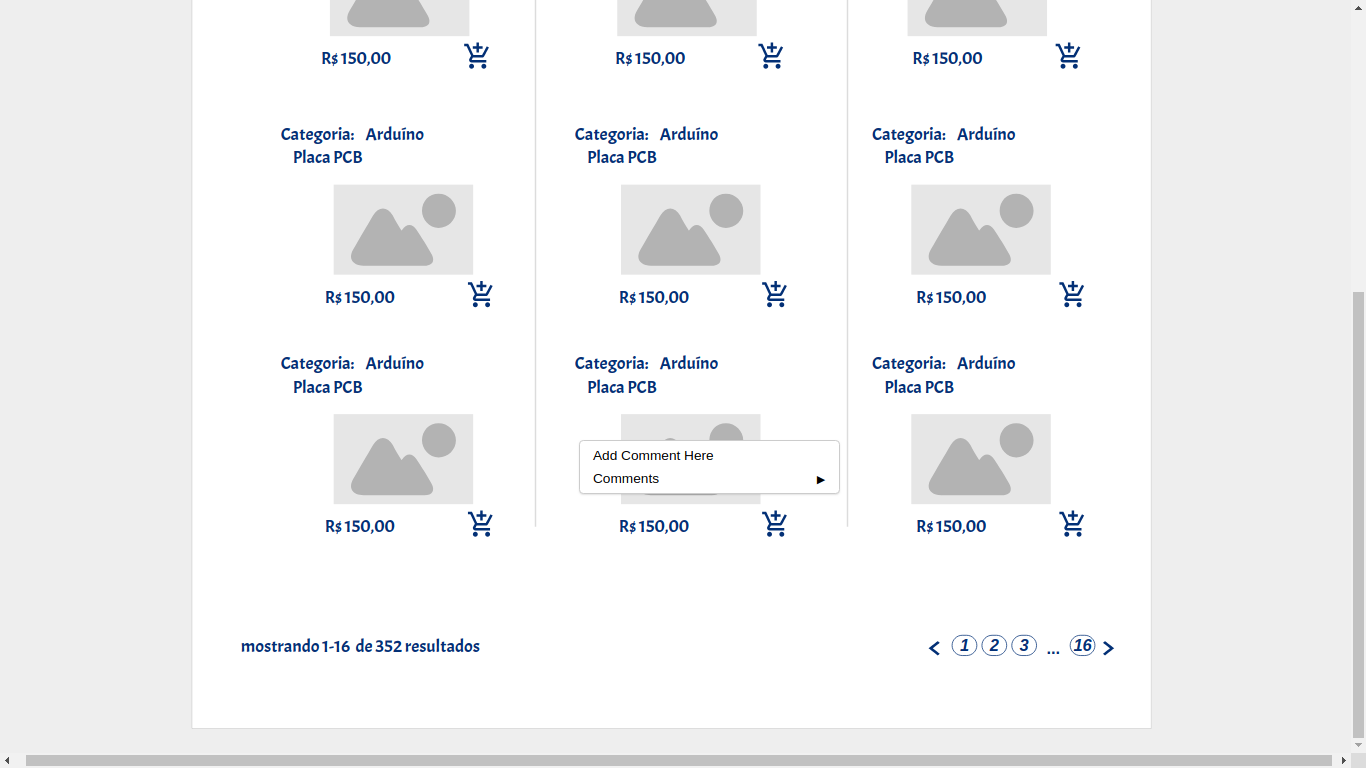 R$ 150,00 R$ 150,00 R$ 150,00
Categoria: Arduíno Categoria: Arduíno Categoria: Arduíno
Placa PCB Placa PCB Placa PCB
R$ 150,00 R$ 150,00 R$ 150,00
Categoria: Arduíno Categoria: Arduíno Categoria: Arduíno
Placa PCB Placa PCB Placa PCB
Add Comment Here
Comments ▶
R$ 150,00 R$ 150,00 R$ 150,00
mostrando 1-16 de 352 resultados < 1 2 3 ... 16 >